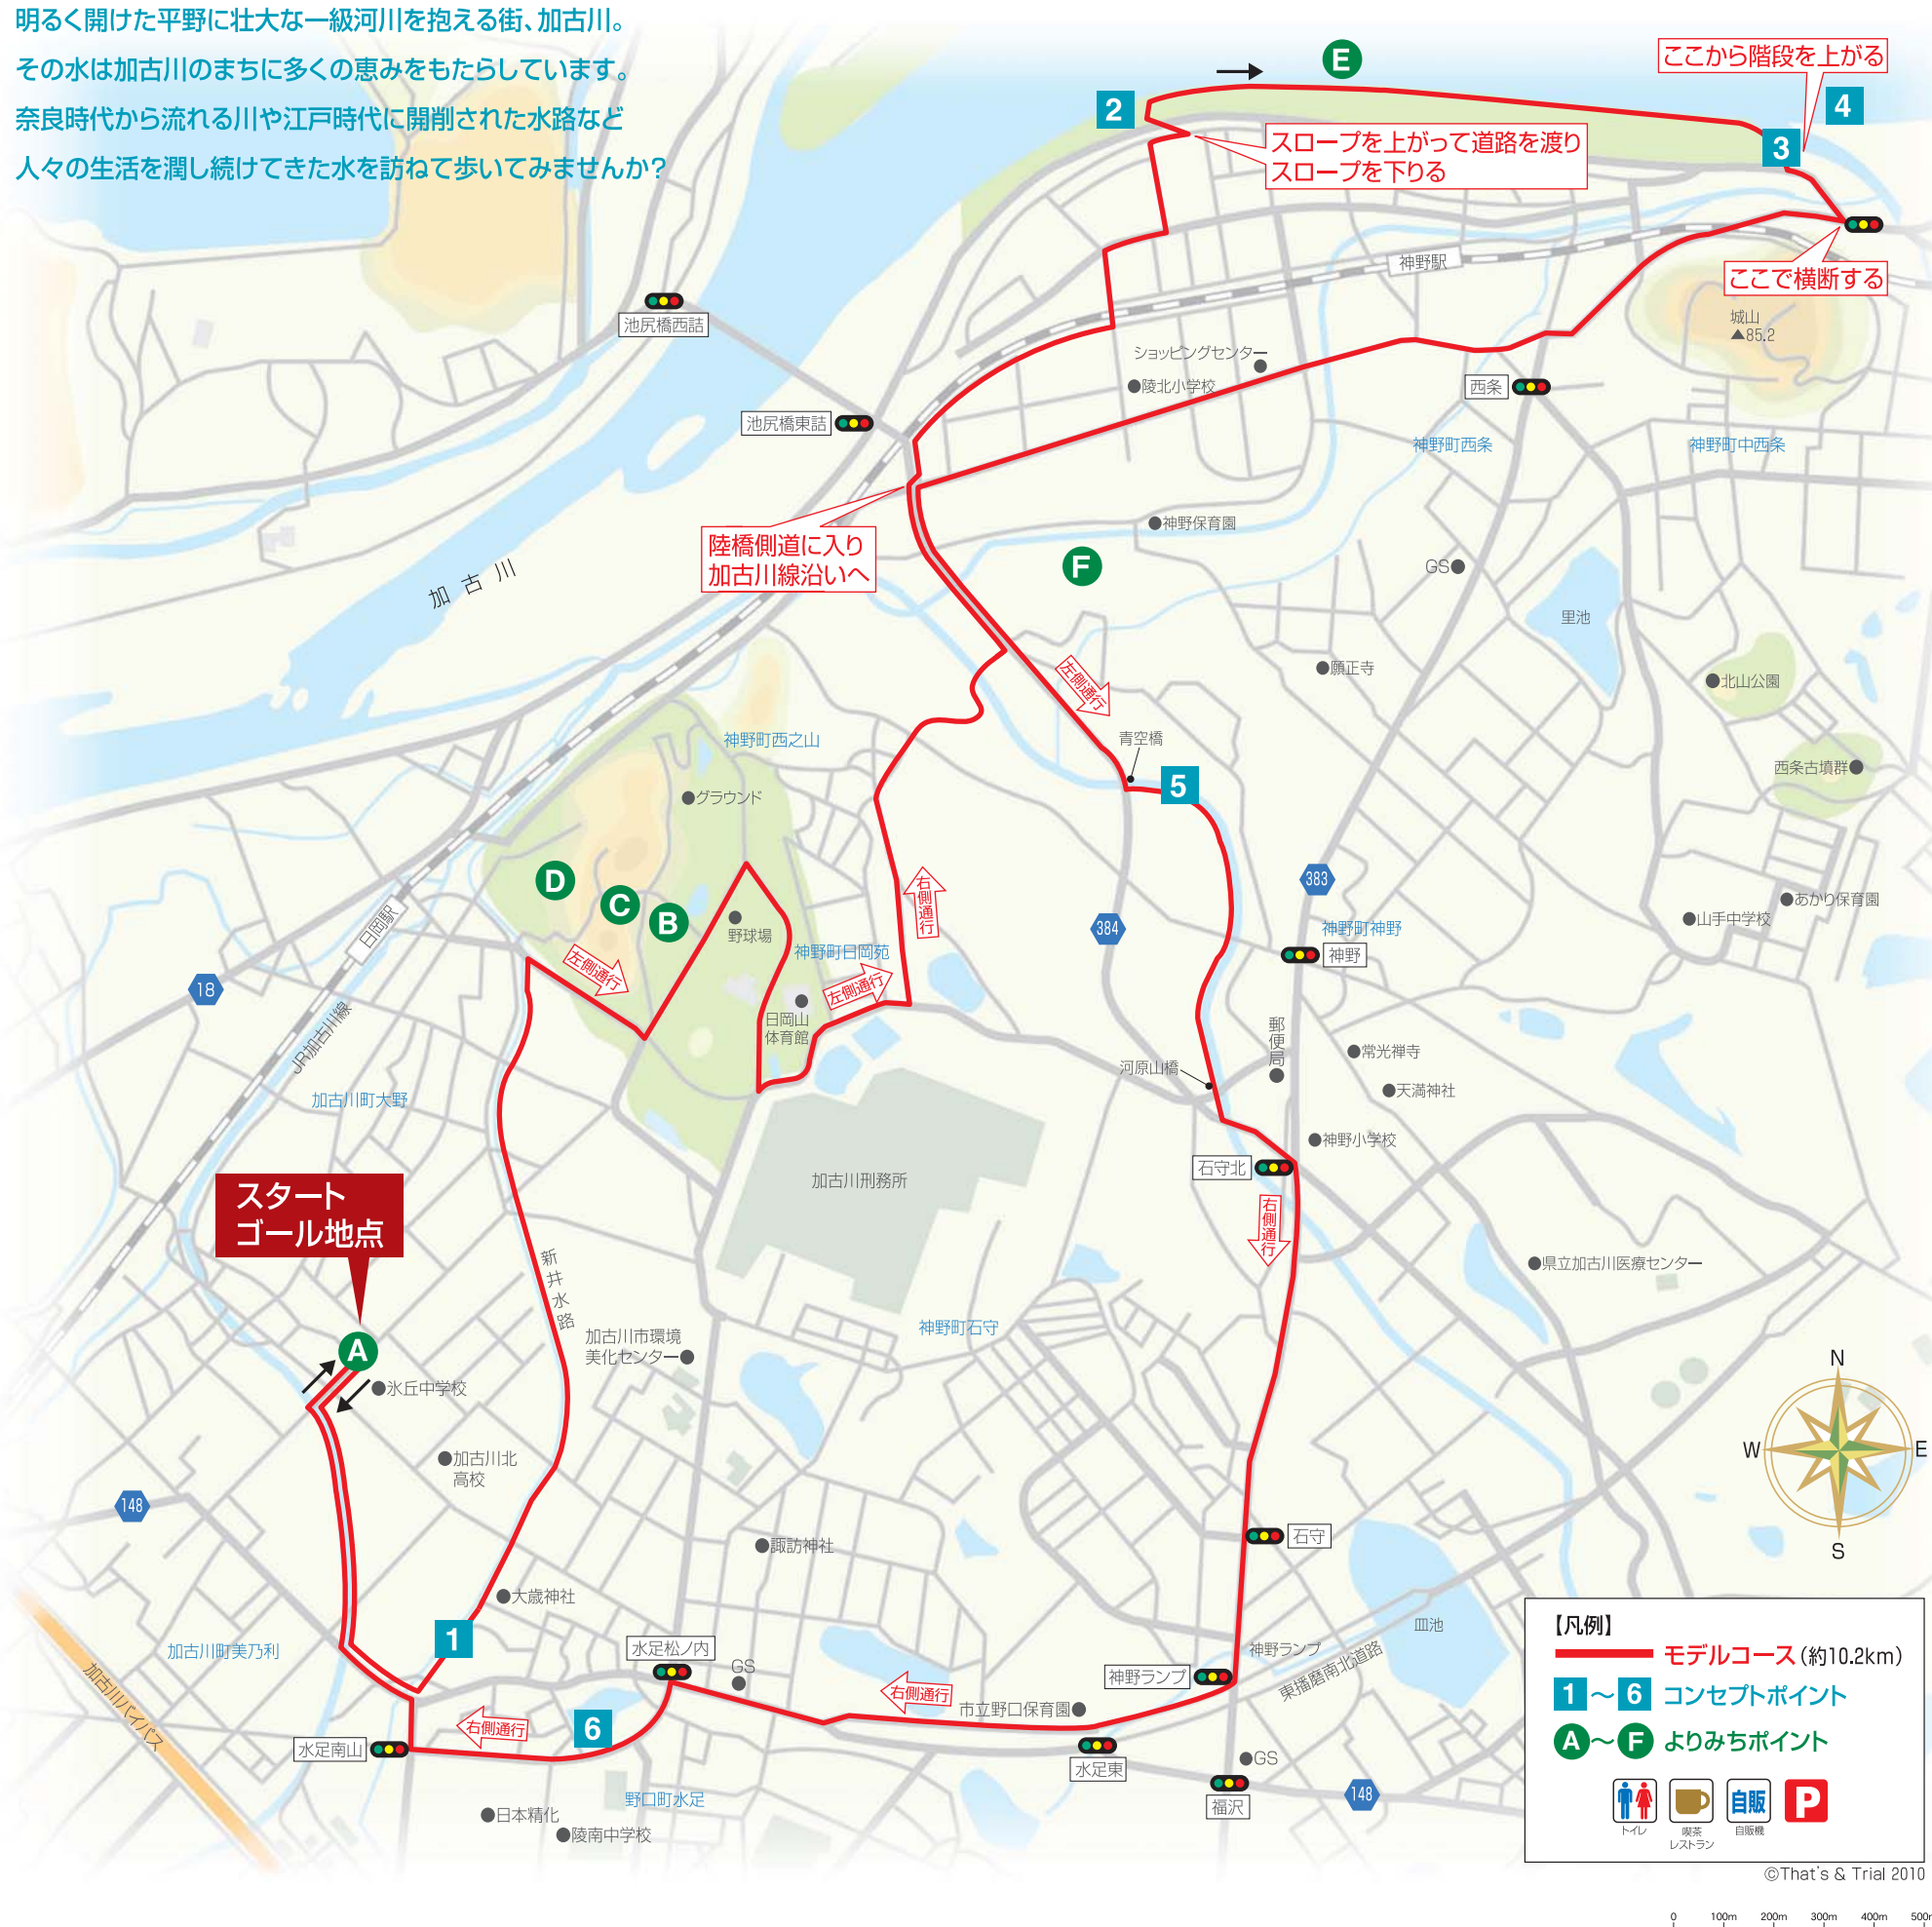 明るく開けた平野に壮大な一級河川を抱える街、加古川。
その水は加古川のまちに多くの恵みをもたらしています。
奈良時代から流れる川や江戸時代に開削された水路など
人々の生活を潤し続けてきた水を訪ねて歩いてみませんか?
E
ここから階段を上がる
2
4
3
スロープを上がって道路を渡り
スロープを下りる
神野駅
ここで横断する
池尻橋西詰
城山
▲85.2
ショッピングセンター
陵北小学校
西条
池尻橋東詰
神野町西条
神野町中西条
神野保育園
陸橋側道に入り
加古川線沿いへ
F
GS
加古川
里池
願正寺
北山公園
左側通行
神野町西之山
青空橋
西条古墳群
5
グラウンド
D
C
B
383
あかり保育園
右側通行
野球場
山手中学校
日岡駅
384
神野町神野
神野町日岡苑
神野
左側通行
18
左側通行
日岡山
体育館
JR加古川線
郵便局
常光禅寺
河原山橋
天満神社
加古川町大野
神野小学校
石守北
加古川刑務所
スタート
ゴール地点
右側通行
新井水路
県立加古川医療センター
神野町石守
加古川市環境
美化センター
A
氷丘中学校
N
W
E
S
加古川北
高校
148
石守
諏訪神社
大歳神社
皿池
1
水足松ノ内
神野ランプ
加古川町美乃利
GS
神野ランプ
東播磨南北道路
加古川バイパス
右側通行
市立野口保育園
右側通行
6
水足南山
水足東
GS
148
福沢
野口町水足
日本精化
陵南中学校
【凡例】
モデルコース(約10.2km)
1～6 コンセプトポイント
A～F よりみちポイント
自販
P
トイレ
喫茶
レストラン
自販機
©That's & Trial 2010
0 100m 200m 300m 400m 500m